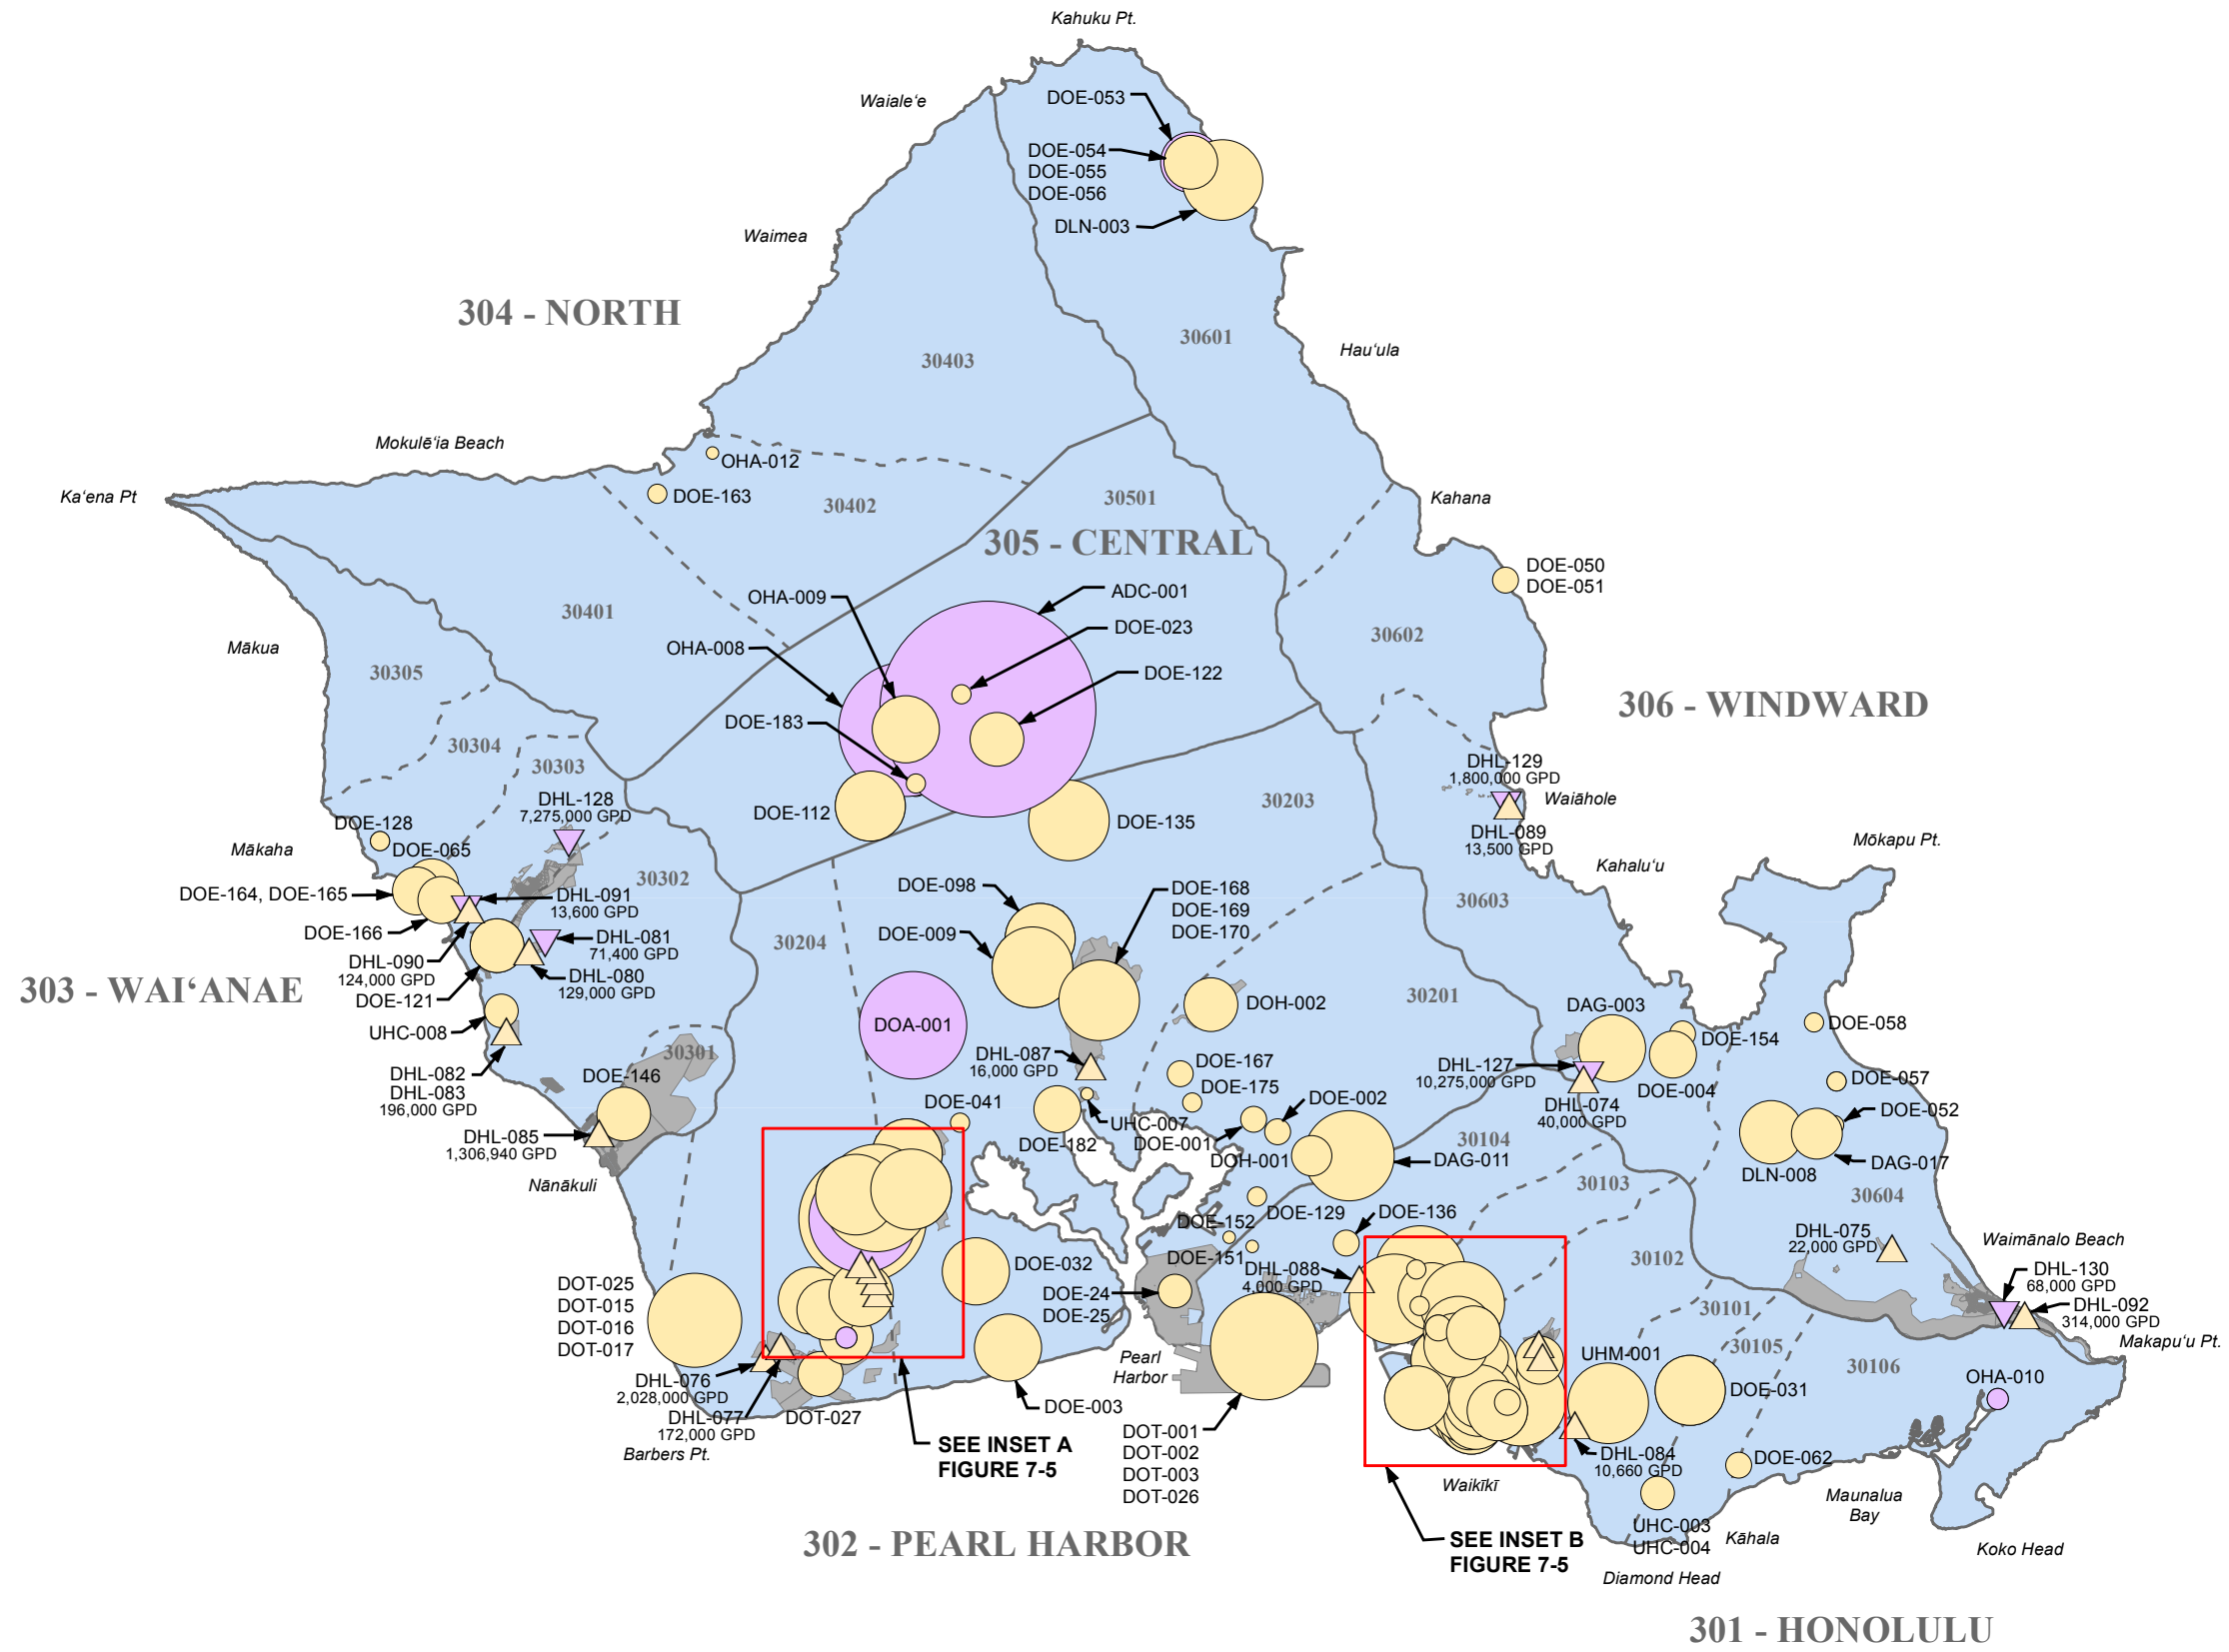 Kahuku Pt.
Waiale‘e
DOE-053
DOE-054
DOE-055
DOE-056
DLN-003
Waimea
304 - NORTH
30601
Hau‘ula
30403
Mokulē‘ia Beach
OHA-012
DOE-163
Ka‘ena Pt
30402
30501
Kahana
305 - CENTRAL
DOE-050
DOE-051
OHA-009
ADC-001
30401
DOE-023
30602
OHA-008
Mākua
30305
DOE-122
306 - WINDWARD
DOE-183
30304
30303
DHL-129
1,800,000 GPD
Waiāhole
DHL-128
7,275,000 GPD
30203
DOE-112
DOE-135
DOE-128
DHL-089
13,500 GPD
Mōkapu Pt.
Mākaha
DOE-065
Kahalu‘u
30302
DOE-164, DOE-165
DOE-098
DOE-168
DOE-169
DOE-170
DHL-091
13,600 GPD
30603
DOE-166
DOE-009
DHL-081
71,400 GPD
30204
DHL-090
124,000 GPD
DHL-080
129,000 GPD
303 - WAI‘ANAE
DOE-121
30201
DOH-002
DAG-003
DOA-001
UHC-008
DOE-058
DOE-154
30301
DHL-087
16,000 GPD
DOE-167
DHL-127
10,275,000 GPD
DHL-082
DHL-083
196,000 GPD
DOE-146
DOE-175
DOE-004
DOE-057
DHL-074
40,000 GPD
DOE-041
DOE-002
DOE-052
UHC-007
DOE-001
DOE-182
DHL-085
1,306,940 GPD
30104
DOH-001
DAG-011
DLN-008
DAG-017
Nānākuli
30103
30604
DOE-129
DOE-152
DOE-136
DHL-075
22,000 GPD
Waimānalo Beach
DOE-151
30102
DOE-032
DHL-088
4,000 GPD
DHL-130
68,000 GPD
DOT-025
DOT-015
DOT-016
DOT-017
DOE-24
DOE-25
30101
DHL-092
314,000 GPD
Makapu‘u Pt.
30105
Pearl
Harbor
UHM-001
30106
DHL-076
2,028,000 GPD
OHA-010
DOE-031
DHL-077
172,000 GPD
DOT-027
DOE-003
DOT-001
DOT-002
DOT-003
DOT-026
SEE INSET A
FIGURE 7-5
Barbers Pt.
DHL-084
10,660 GPD
DOE-062
Waikīkī
Maunalua
Bay
UHC-003
UHC-004
Kāhala
SEE INSET B
FIGURE 7-5
302 - PEARL HARBOR
Koko Head
Diamond Head
301 - HONOLULU